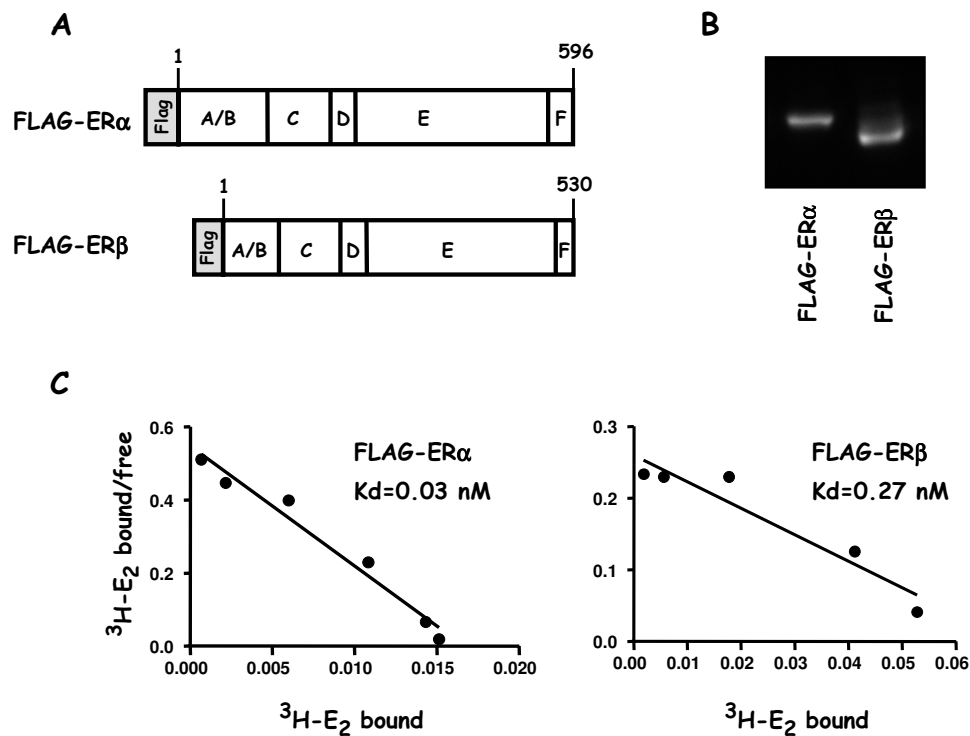 A
1 596
FLAG-ERα
Flag A/B C D E F
1 530
FLAG-ERβ
Flag A/B C D E F
B
FLAG-ERα
FLAG-ERβ
C
³H-E₂ bound/free
0.6
0.4
0.2
0.0
0.000 0.005 0.010 0.015 0.020
FLAG-ERα
Kd=0.03 nM
³H-E₂ bound
0.3
0.2
0.1
0.0
0.00 0.01 0.02 0.03 0.04 0.05 0.06
FLAG-ERβ
Kd=0.27 nM
³H-E₂ bound